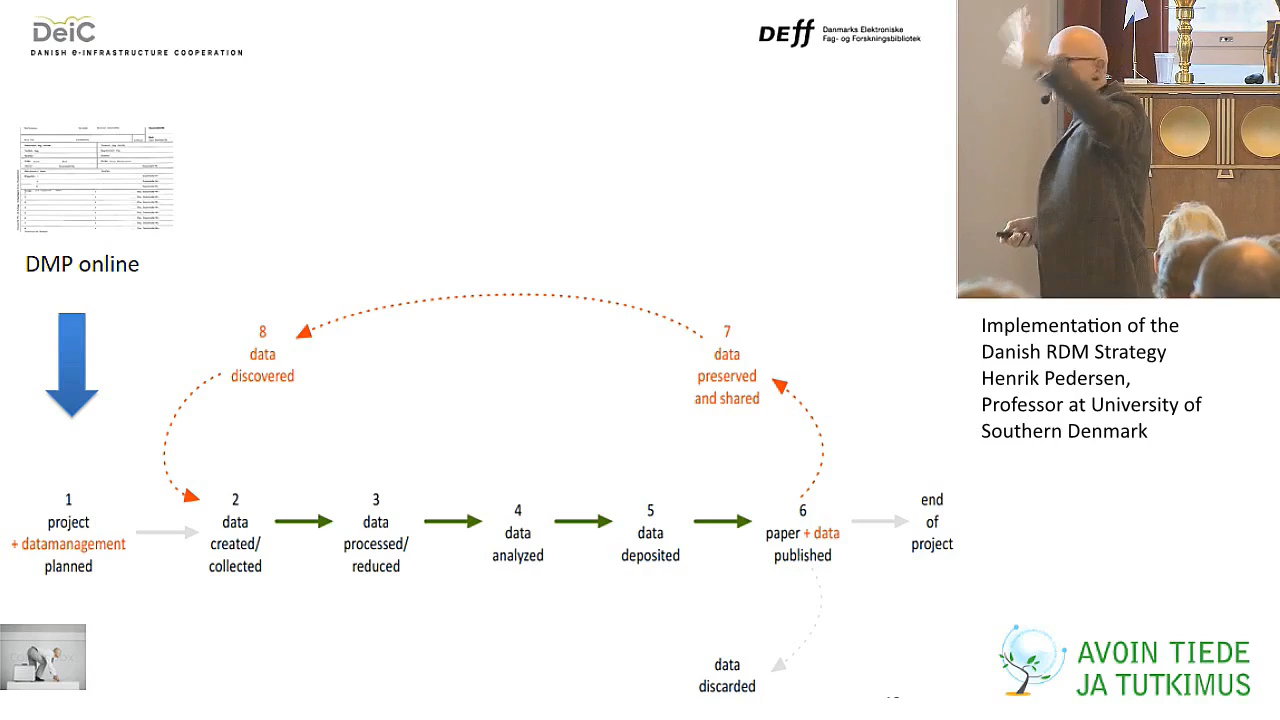 DeiC
DANISH e-INFRASTRUCTURE COOPERATION
DEff
Danmarks Elektroniske
Fag- og Forskningsbibliotek
DMP online
8
data
discovered
7
data
preserved
and shared
1
project
+ datamanagement
planned
2
data
created/
collected
3
data
processed/
reduced
4
data
analyzed
5
data
deposited
6
paper + data
published
end
of
project
data
discarded
Implementation of the
Danish RDM Strategy
Henrik Pedersen,
Professor at University of
Southern Denmark
AVOIN TIEDE
JA TUTKIMUS